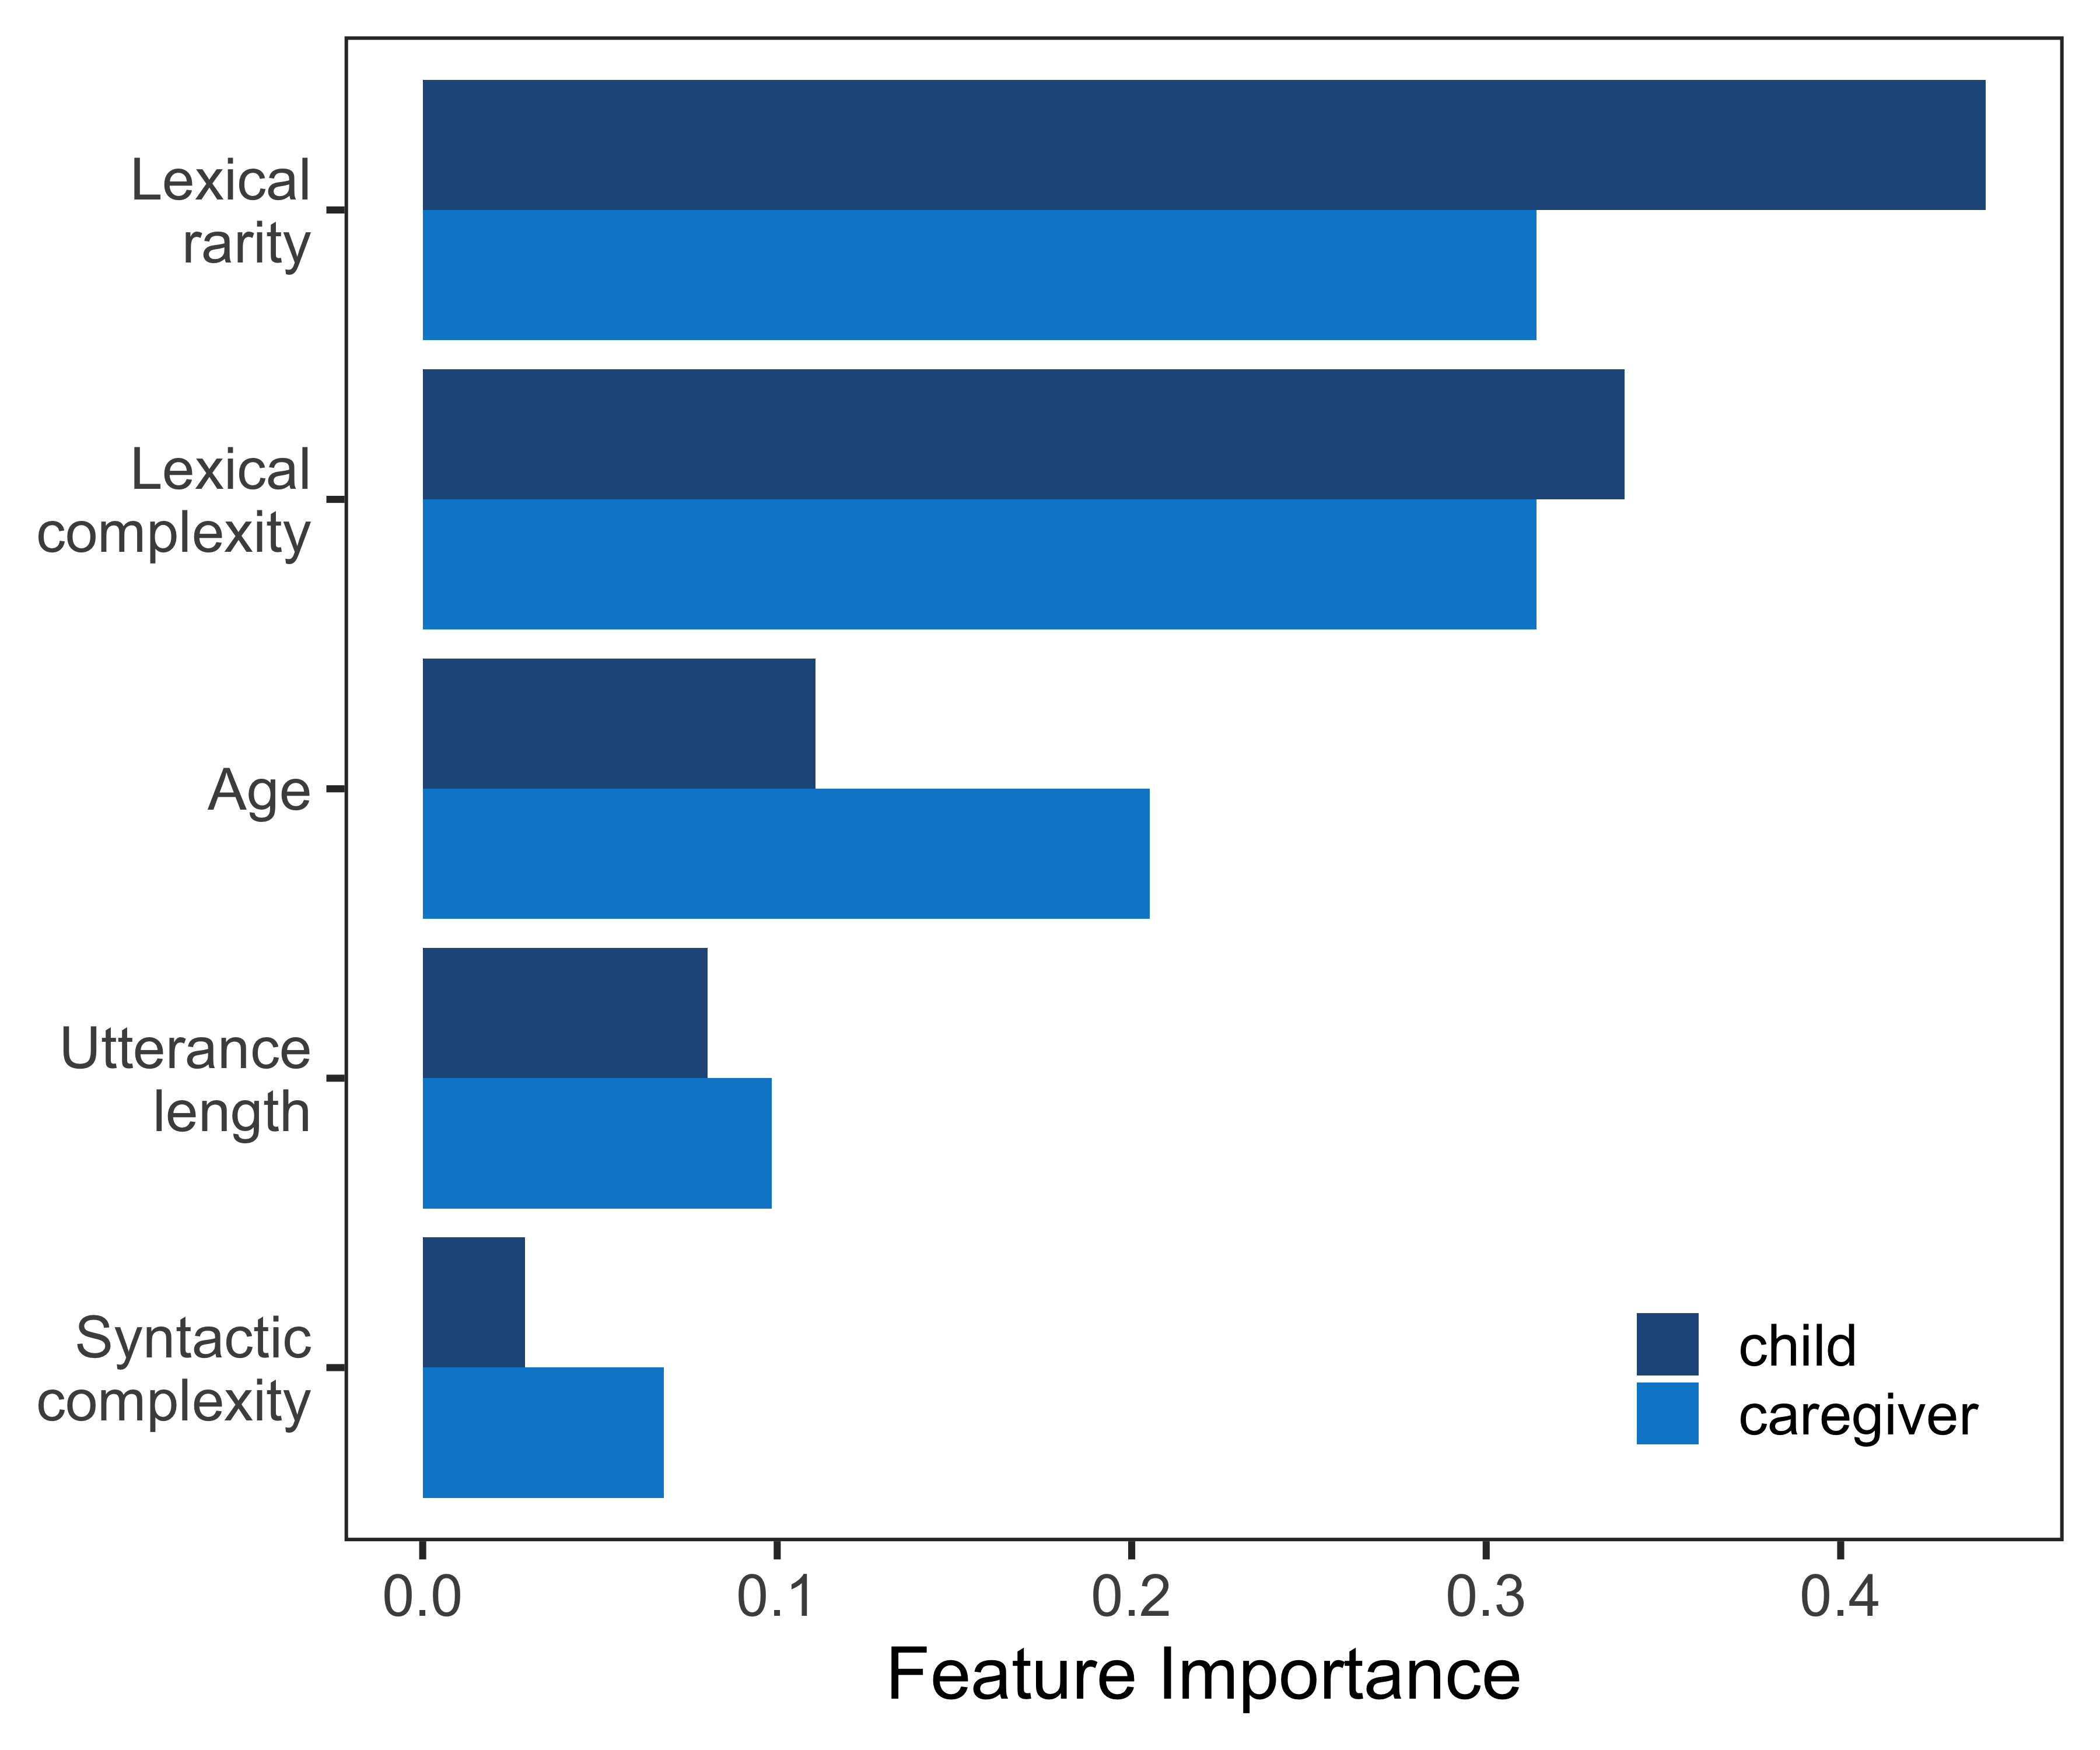 Lexical
rarity
Lexical
complexity
Age
Utterance
length
Syntactic
complexity
child
caregiver
0.0 0.1 0.2 0.3 0.4
Feature Importance